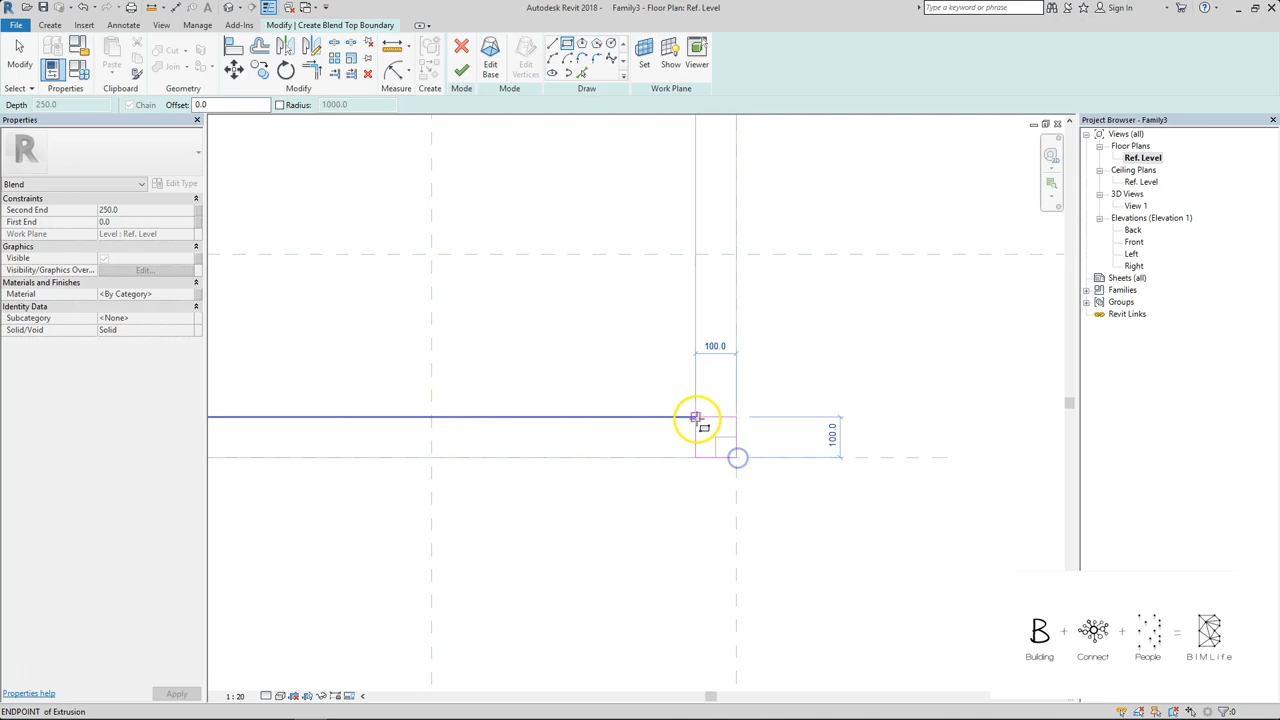 Autodesk Revit 2018 - Family3 - Floor Plan: Ref. Level
Type a keyword or phrase
Sign In
File Create Insert Annotate View Manage Add-Ins Modify | Create Blend Top Boundary
Modify
Paste
Cut
Join
Edit Base
Edit Vertices
Set
Show
Viewer
Select Properties Clipboard Geometry Modify Measure Create Mode Mode Draw Work Plane
Depth 250.0 Chain Offset: 0.0 Radius: 1000.0
Properties
R
Blend
Edit Type
Constraints
Second End 250.0
First End 0.0
Work Plane Level : Ref. Level
Graphics
Visible
Visibility/Graphics Over... Edit...
Materials and Finishes
Material <By Category>
Identity Data
Subcategory <None>
Solid/Void Solid
Properties help
Apply
100.0
100.0
Project Browser - Family3
Views (all)
Floor Plans
Ref. Level
Ceiling Plans
Ref. Level
3D Views
View 1
Elevations (Elevation 1)
Back
Front
Left
Right
Sheets (all)
Families
Groups
Revit Links
B + + =
Building Connect People BIMLife
1 : 20
ENDPOINT of Extrusion
:0